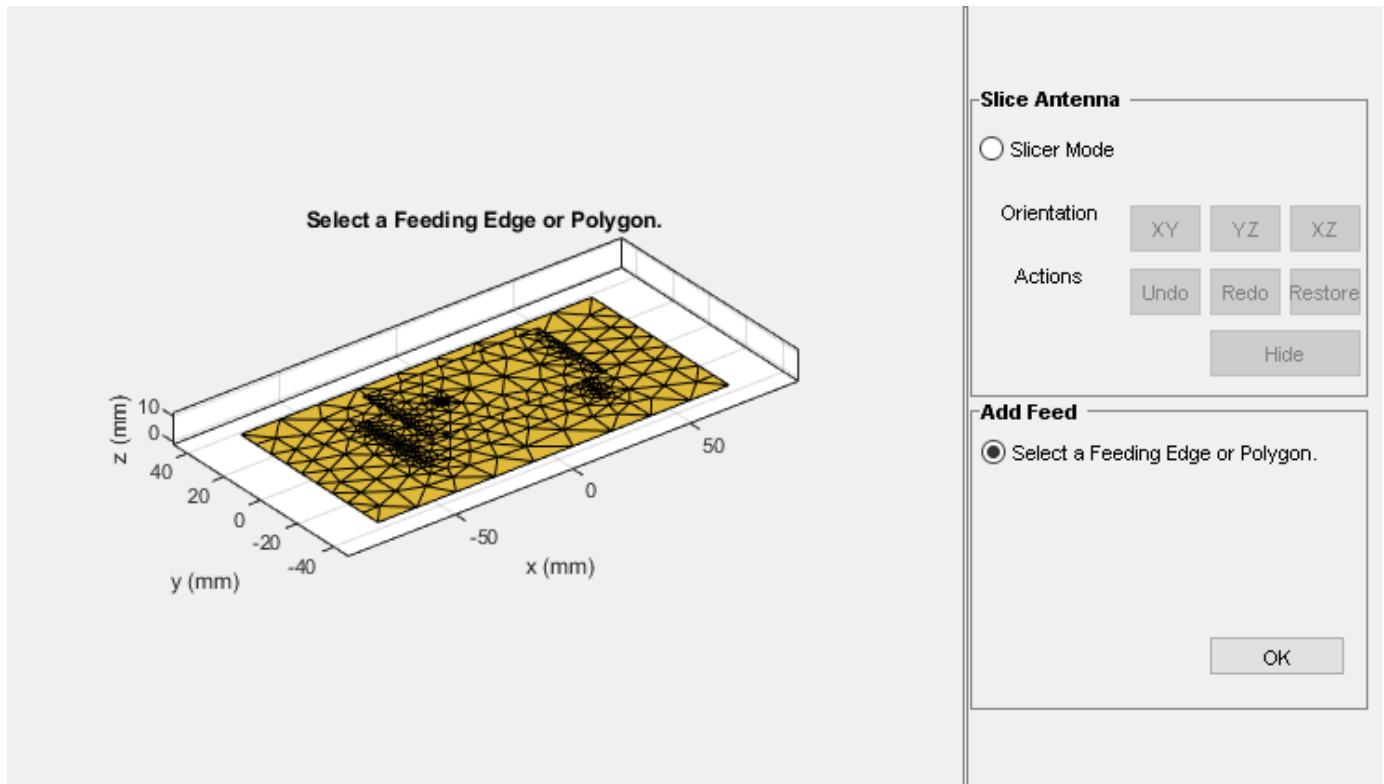 Select a Feeding Edge or Polygon.
10
0
z (mm)
40
20
0
-20
-40
y (mm)
-50
0
50
x (mm)
Slice Antenna
Slicer Mode
Orientation
XY YZ XZ
Actions
Undo Redo Restore
Hide
Add Feed
Select a Feeding Edge or Polygon.
OK